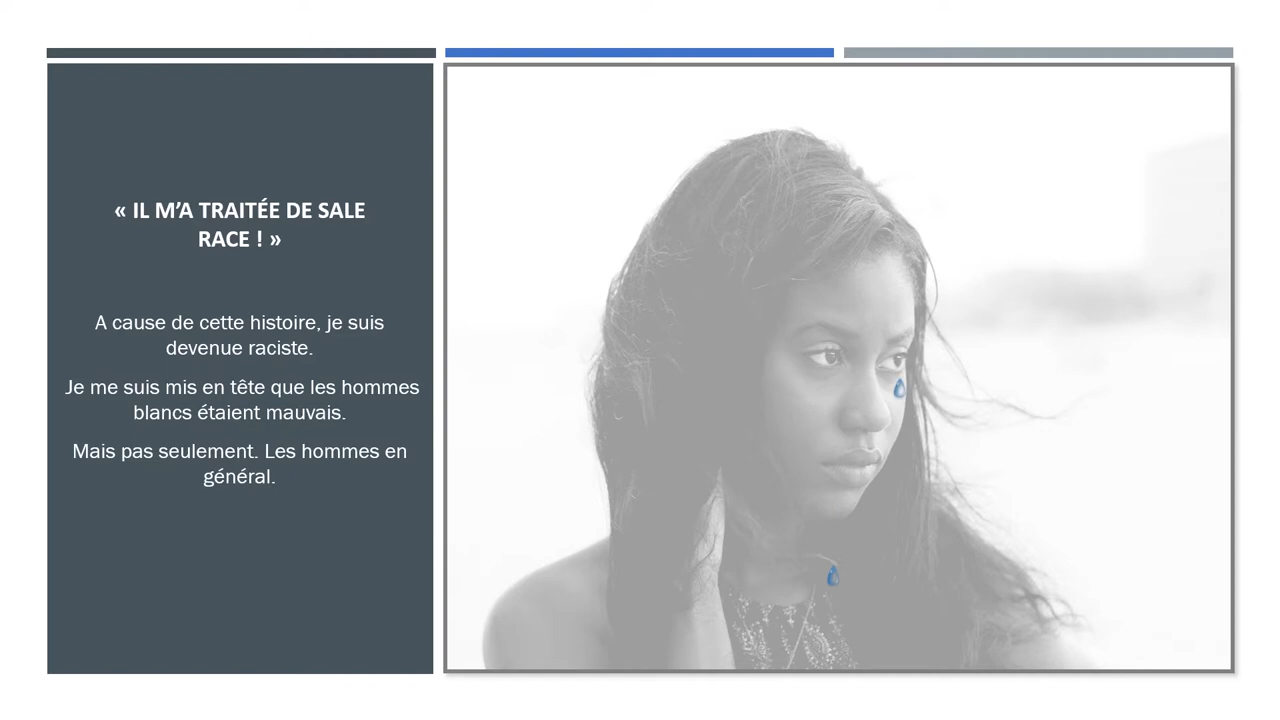 « IL M’A TRAITÉE DE SALE
RACE ! »
A cause de cette histoire, je suis
devenue raciste.
Je me suis mis en tête que les hommes
blancs étaient mauvais.
Mais pas seulement. Les hommes en
général.